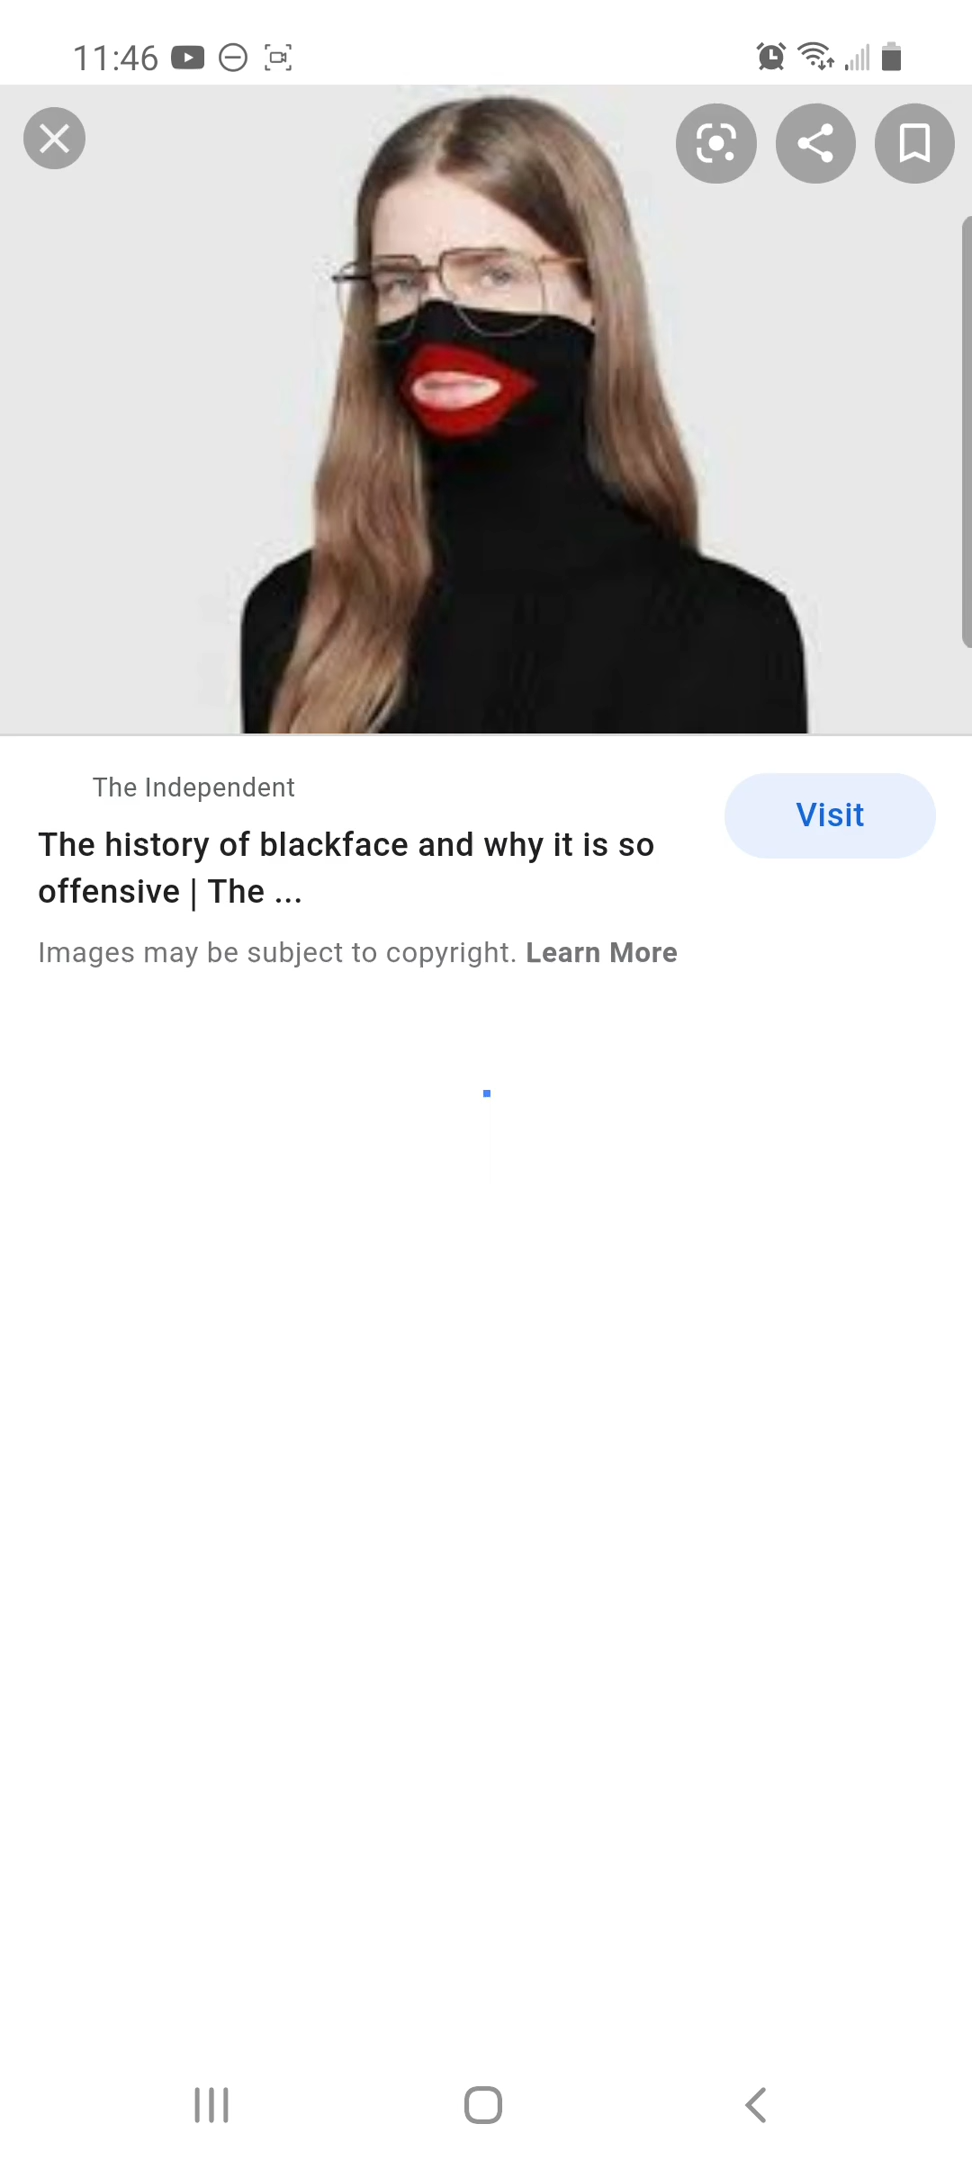 11:46
The Independent
Visit
The history of blackface and why it is so
offensive | The ...
Images may be subject to copyright. Learn More